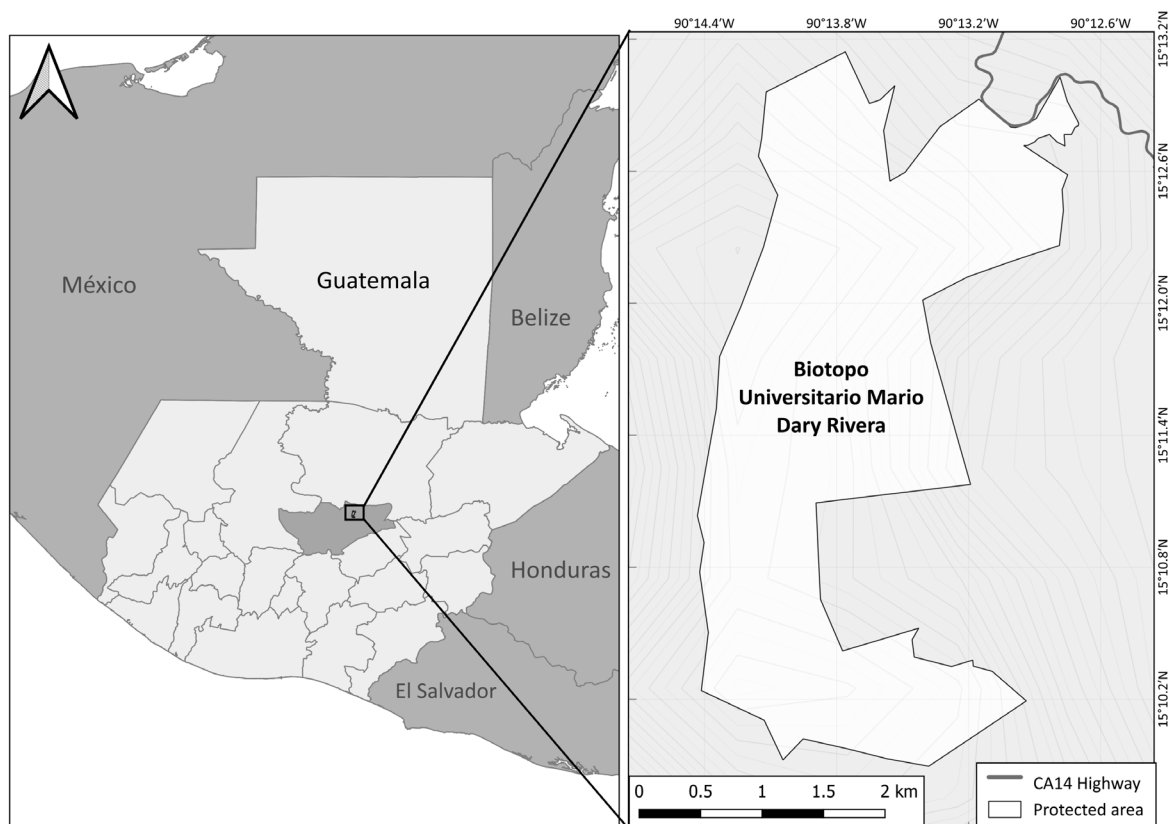 México
Guatemala
Belize
Honduras
El Salvador
90°14.4′W 90°13.8′W 90°13.2′W 90°12.6′W
15°13.2′N
15°12.6′N
15°12.0′N
15°11.4′N
15°10.8′N
15°10.2′N
Biotopo
Universitario Mario
Dary Rivera
0 0.5 1 1.5 2 km
CA14 Highway
Protected area